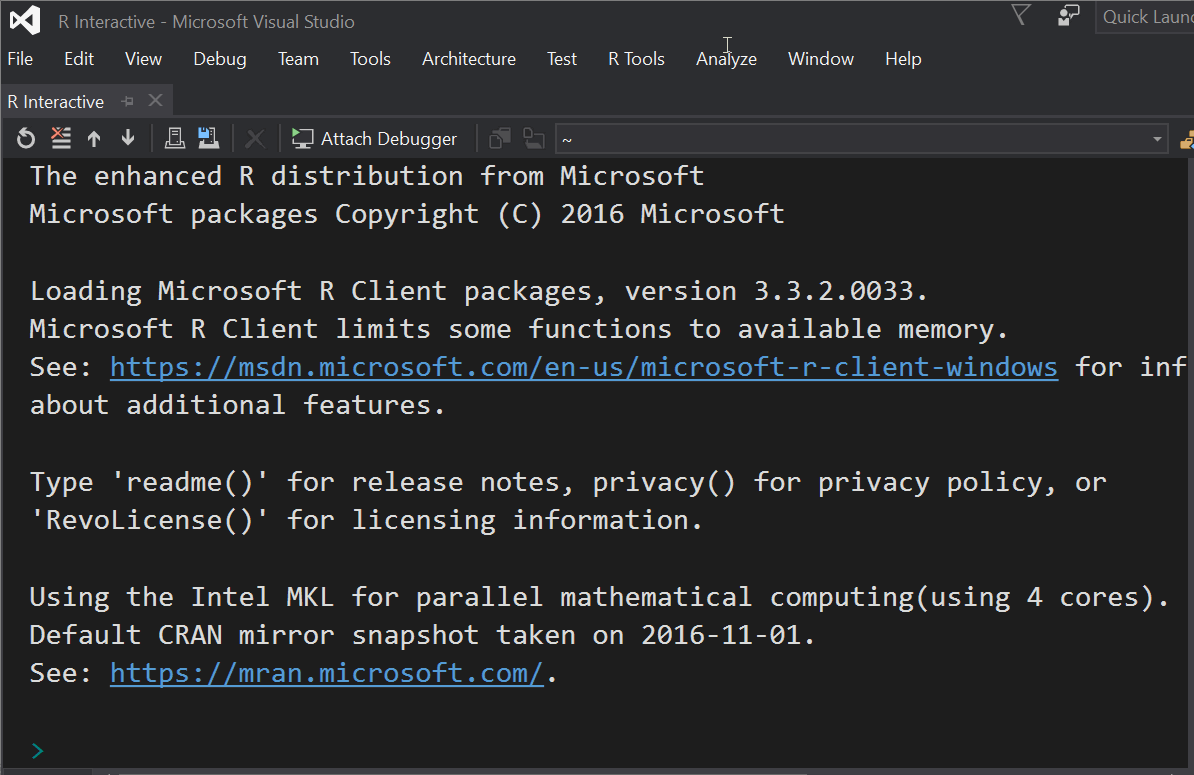 R Interactive - Microsoft Visual Studio
Quick Laun
File Edit View Debug Team Tools Architecture Test R Tools Analyze Window Help
R Interactive
Attach Debugger ~
The enhanced R distribution from Microsoft
Microsoft packages Copyright (C) 2016 Microsoft
Loading Microsoft R Client packages, version 3.3.2.0033.
Microsoft R Client limits some functions to available memory.
See: https://msdn.microsoft.com/en-us/microsoft-r-client-windows for inf
about additional features.
Type 'readme()' for release notes, privacy() for privacy policy, or
'RevoLicense()' for licensing information.
Using the Intel MKL for parallel mathematical computing(using 4 cores).
Default CRAN mirror snapshot taken on 2016-11-01.
See: https://mran.microsoft.com/.
>